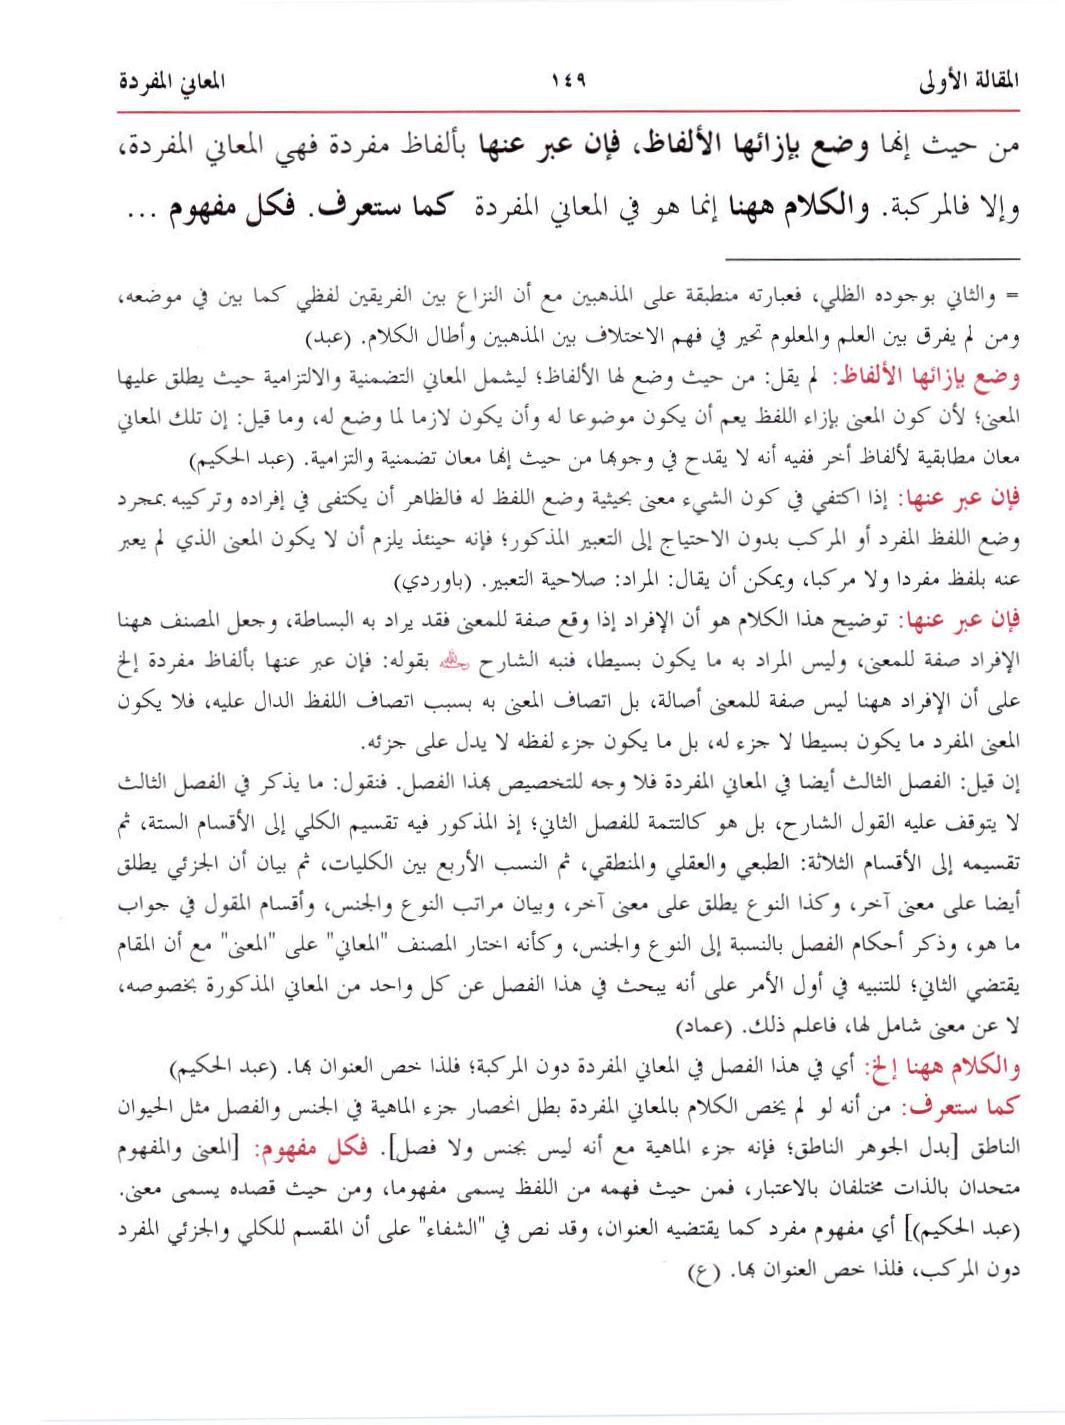 المقالة الأولى ١٤٩ المعاني المفردة
من حيث إنها وضع بإزائها الألفاظ، فإن عبر عنها بألفاظ مفردة فهي المعاني المفردة،
وإلا فالمركبة. والكلام ههنا إنما هو في المعاني المفردة كما ستعرف. فكل مفهوم ...
= والثاني بوجوده الظلي، فعبارته منطبقة على المذهبين مع أن النزاع بين الفريقين لفظي كما بين في موضعه،
ومن لم يفرق بين العلم والمعلوم تحير في فهم الاختلاف بين المذهبين وأطال الكلام. (عبد)
وضع بإزائها الألفاظ: لم يقل: من حيث وضع لها الألفاظ؛ ليشمل المعاني التضمنية والالتزامية حيث يطلق عليها
المعنى؛ لأن كون المعنى بإزاء اللفظ يعم أن يكون موضوعا له وأن يكون لازما لما وضع له، وما قيل: إن تلك المعاني
معان مطابقية لألفاظ أخر ففيه أنه لا يقدح في وجوبها من حيث إنها معان تضمنية والتزامية. (عبد الحكيم)
فإن عبر عنها: إذا اكتفي في كون الشيء معنى بحيثية وضع اللفظ له فالظاهر أن يكتفى في إفراده وتركيبه بمجرد
وضع اللفظ المفرد أو المركب بدون الاحتياج إلى التعبير المذكور؛ فإنه حينئذ يلزم أن لا يكون المعنى الذي لم يعبر
عنه بلفظ مفردا ولا مركبا، ويمكن أن يقال: المراد: صلاحية التعبير. (باوردي)
فإن عبر عنها: توضيح هذا الكلام هو أن الإفراد إذا وقع صفة للمعنى فقد يراد به البساطة، وجعل المصنف ههنا
الإفراد صفة للمعنى، وليس المراد به ما يكون بسيطا، فنبه الشارح رحمه الله بقوله: فإن عبر عنها بألفاظ مفردة إلخ
على أن الإفراد ههنا ليس صفة للمعنى أصالة، بل اتصاف المعنى به بسبب اتصاف اللفظ الدال عليه، فلا يكون
المعنى المفرد ما يكون بسيطا لا جزء له، بل ما يكون جزء لفظه لا يدل على جزئه.
إن قيل: الفصل الثالث أيضا في المعاني المفردة فلا وجه للتخصيص بهذا الفصل. فنقول: ما يذكر في الفصل الثالث
لا يتوقف عليه القول الشارح، بل هو كالتتمة للفصل الثاني؛ إذ المذكور فيه تقسيم الكلي إلى الأقسام الستة، ثم
تقسيمه إلى الأقسام الثلاثة: الطبعي والعقلي والمنطقي، ثم النسب الأربع بين الكليات، ثم بيان أن الجزئي يطلق
أيضا على معنى آخر، وكذا النوع يطلق على معنى آخر، وبيان مراتب النوع والجنس، وأقسام المقول في جواب
ما هو، وذكر أحكام الفصل بالنسبة إلى النوع والجنس، وكأنه اختار المصنف "المعاني" على "المعنى" مع أن المقام
يقتضي الثاني؛ للتنبيه في أول الأمر على أنه يبحث في هذا الفصل عن كل واحد من المعاني المذكورة بخصوصه،
لا عن معنى شامل لها، فاعلم ذلك. (عماد)
والكلام ههنا إلخ: أي في هذا الفصل في المعاني المفردة دون المركبة؛ فلذا خص العنوان بها. (عبد الحكيم)
كما ستعرف: من أنه لو لم يخص الكلام بالمعاني المفردة بطل انحصار جزء الماهية في الجنس والفصل مثل الحيوان
الناطق [بدل الجوهر الناطق؛ فإنه جزء الماهية مع أنه ليس بجنس ولا فصل]. فكل مفهوم: [المعنى والمفهوم
متحدان بالذات مختلفان بالاعتبار، فمن حيث فهمه من اللفظ يسمى مفهوما، ومن حيث قصده يسمى معنى.
(عبد الحكيم)] أي مفهوم مفرد كما يقتضيه العنوان، وقد نص في "الشفاء" على أن المقسم للكلي والجزئي المفرد
دون المركب، فلذا خص العنوان بها. (ع)